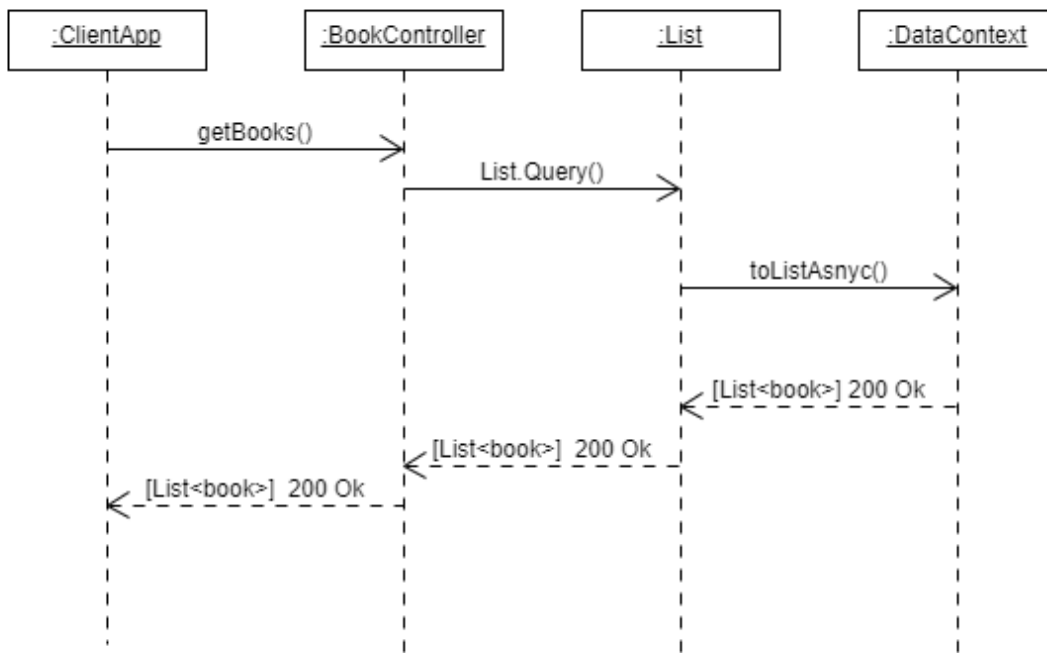 :ClientApp
:BookController
:List
:DataContext
getBooks()
List.Query()
toListAsnyc()
[List<book>] 200 Ok
[List<book>]  200 Ok
[List<book>]  200 Ok